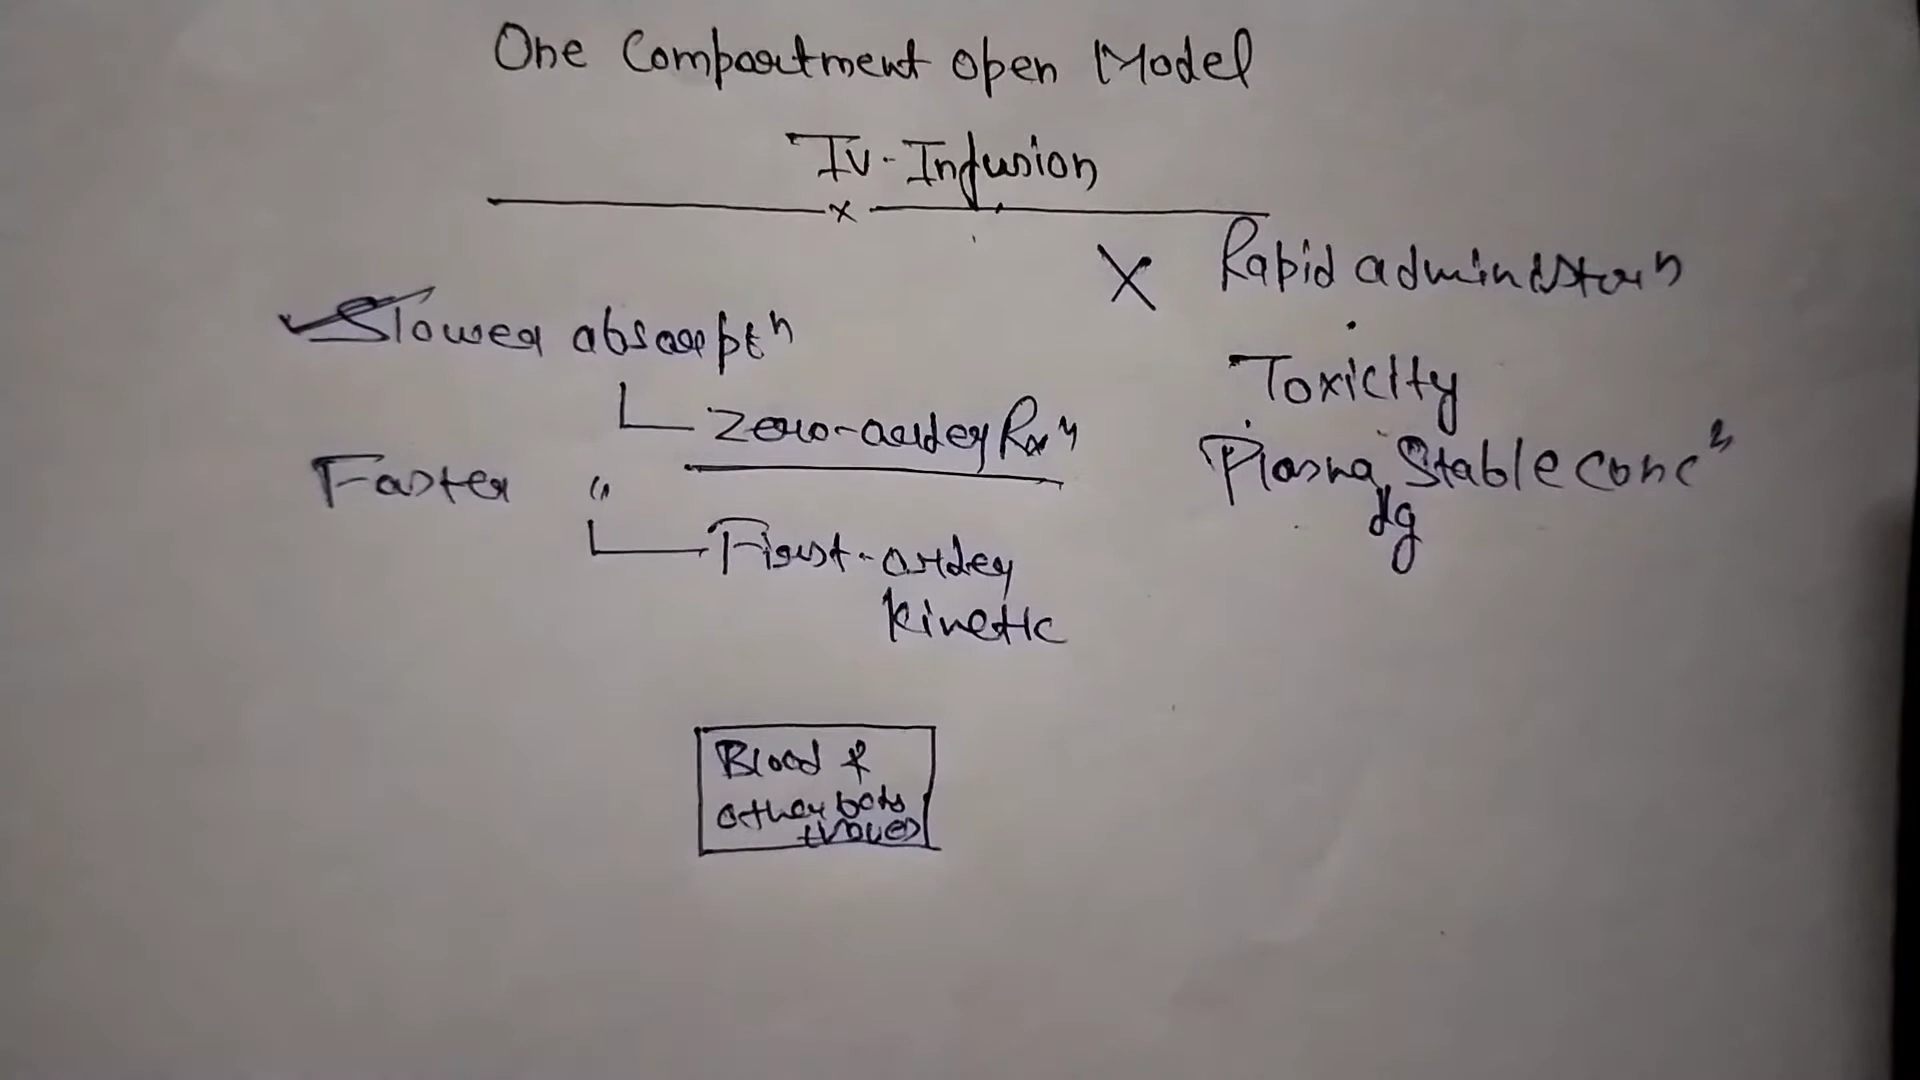 One Compartment open Model
IV-Infusion
x
X Rapid administorn
Slower absorptn
Toxicity
Zero-order Rxn
Plasma Stable concn
dg
Faster "
First-order
kinetic
Blood &
other body
tissues